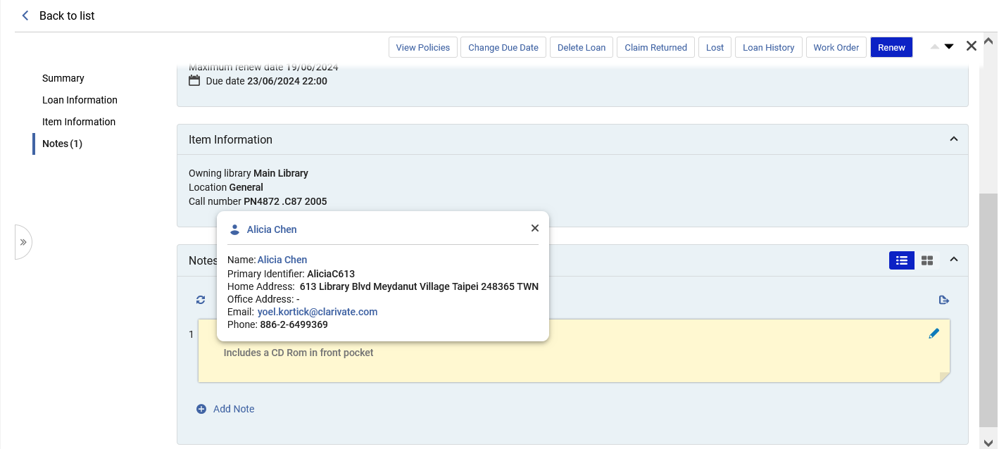 Back to list
View Policies Change Due Date Delete Loan Claim Returned Lost Loan History Work Order Renew
Maximum renew date 19/06/2024
Due date 23/06/2024 22:00
Summary
Loan Information
Item Information
Notes (1)
Item Information
Owning library Main Library
Location General
Call number PN4872 .C87 2005
Alicia Chen
Name: Alicia Chen
Primary Identifier: AliciaC613
Home Address: 613 Library Blvd Meydanut Village Taipei 248365 TWN
Office Address: -
Email: yoel.kortick@clarivate.com
Phone: 886-2-6499369
Notes
1
Includes a CD Rom in front pocket
Add Note